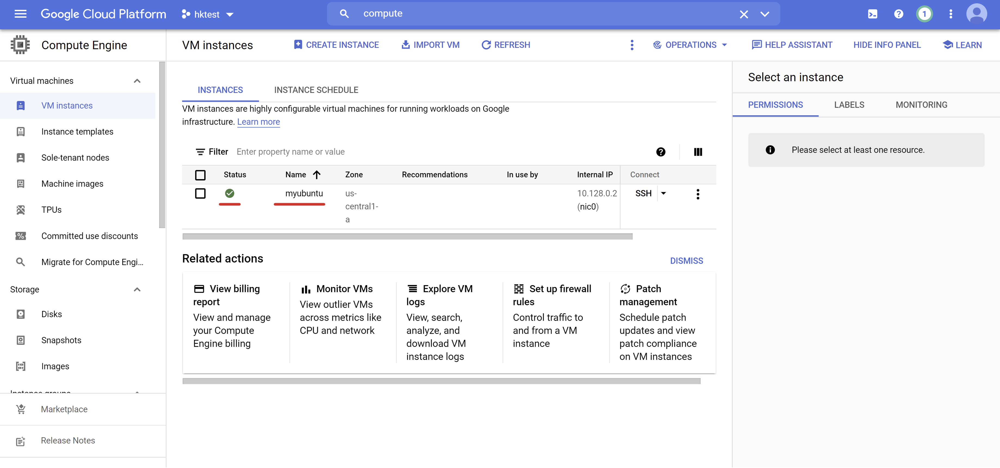 Google Cloud Platform
hktest
compute
1
Compute Engine
VM instances
CREATE INSTANCE
IMPORT VM
REFRESH
OPERATIONS
HELP ASSISTANT
HIDE INFO PANEL
LEARN
Virtual machines
VM instances
Instance templates
Sole-tenant nodes
Machine images
TPUs
Committed use discounts
Migrate for Compute Engi...
Storage
Disks
Snapshots
Images
Instance groups
Marketplace
Release Notes
INSTANCES
INSTANCE SCHEDULE
VM instances are highly configurable virtual machines for running workloads on Google
infrastructure. Learn more
Filter Enter property name or value
Status Name Zone Recommendations In use by Internal IP Connect
myubuntu us- 10.128.0.2 SSH
central1- (nic0)
a
Related actions
DISMISS
View billing
report
View and manage
your Compute
Engine billing
Monitor VMs
View outlier VMs
across metrics like
CPU and network
Explore VM
logs
View, search,
analyze, and
download VM
instance logs
Set up firewall
rules
Control traffic to
and from a VM
instance
Patch
management
Schedule patch
updates and view
patch compliance
on VM instances
Select an instance
PERMISSIONS
LABELS
MONITORING
Please select at least one resource.